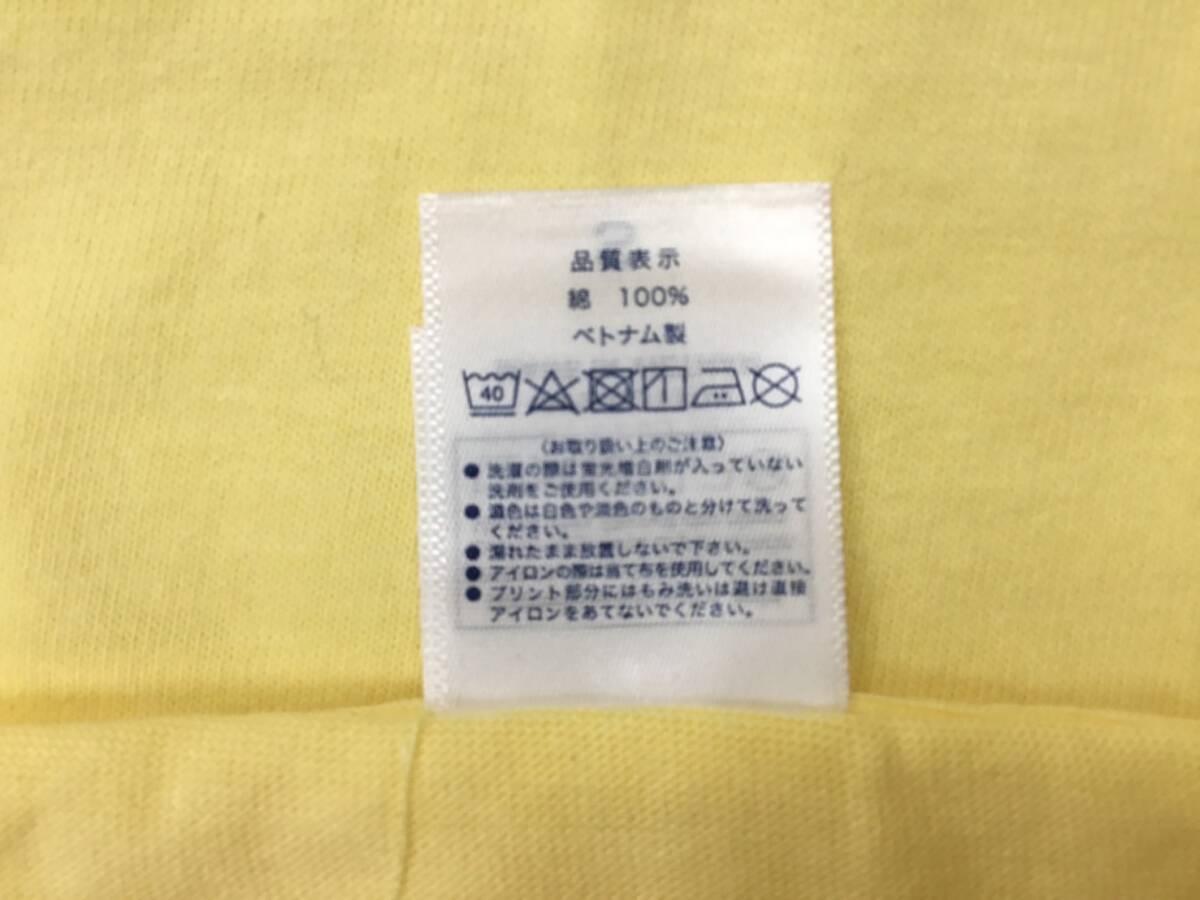 品質表示
綿 100%
ベトナム製
40
〈お取り扱い上のご注意〉
● 洗濯の際は蛍光増白剤が入っていない
洗剤をご使用ください。
● 濃色は白色や淡色のものと分けて洗って
ください。
● 濡れたまま放置しないで下さい。
● アイロンの際は当て布を使用してください。
● プリント部分にはもみ洗いは避け直接
アイロンをあてないでください。